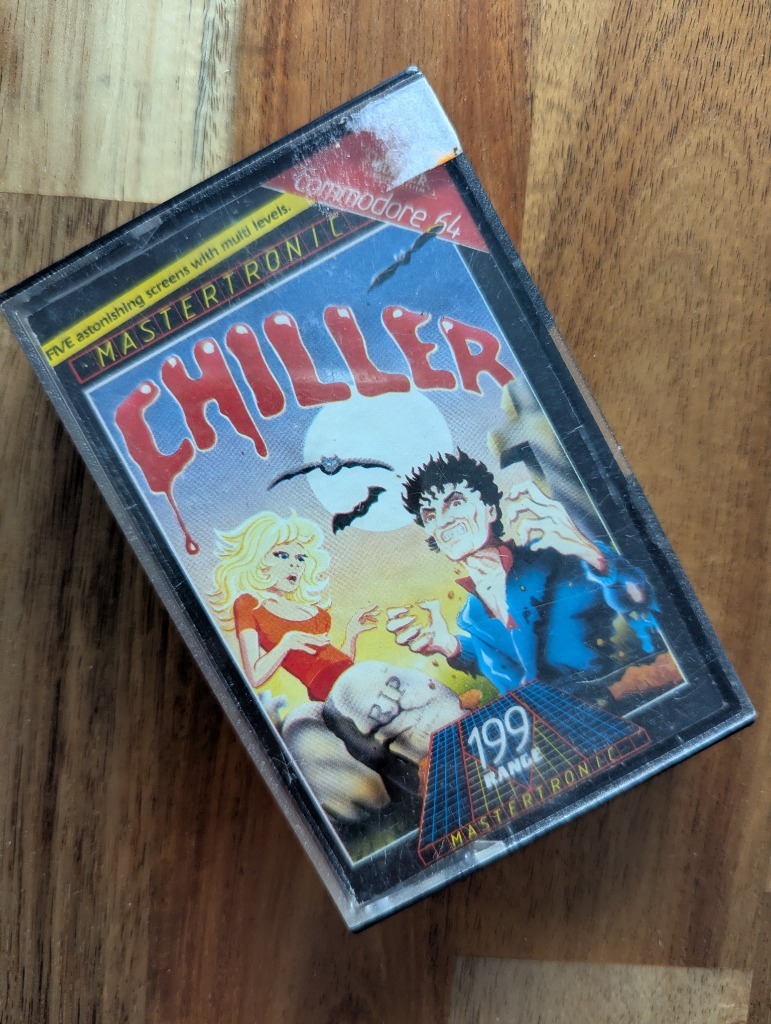 commodore 64
FIVE astonishing screens with multi levels.
MASTERTRONIC
CHILLER
RIP
199
RANGE
MASTERTRONIC